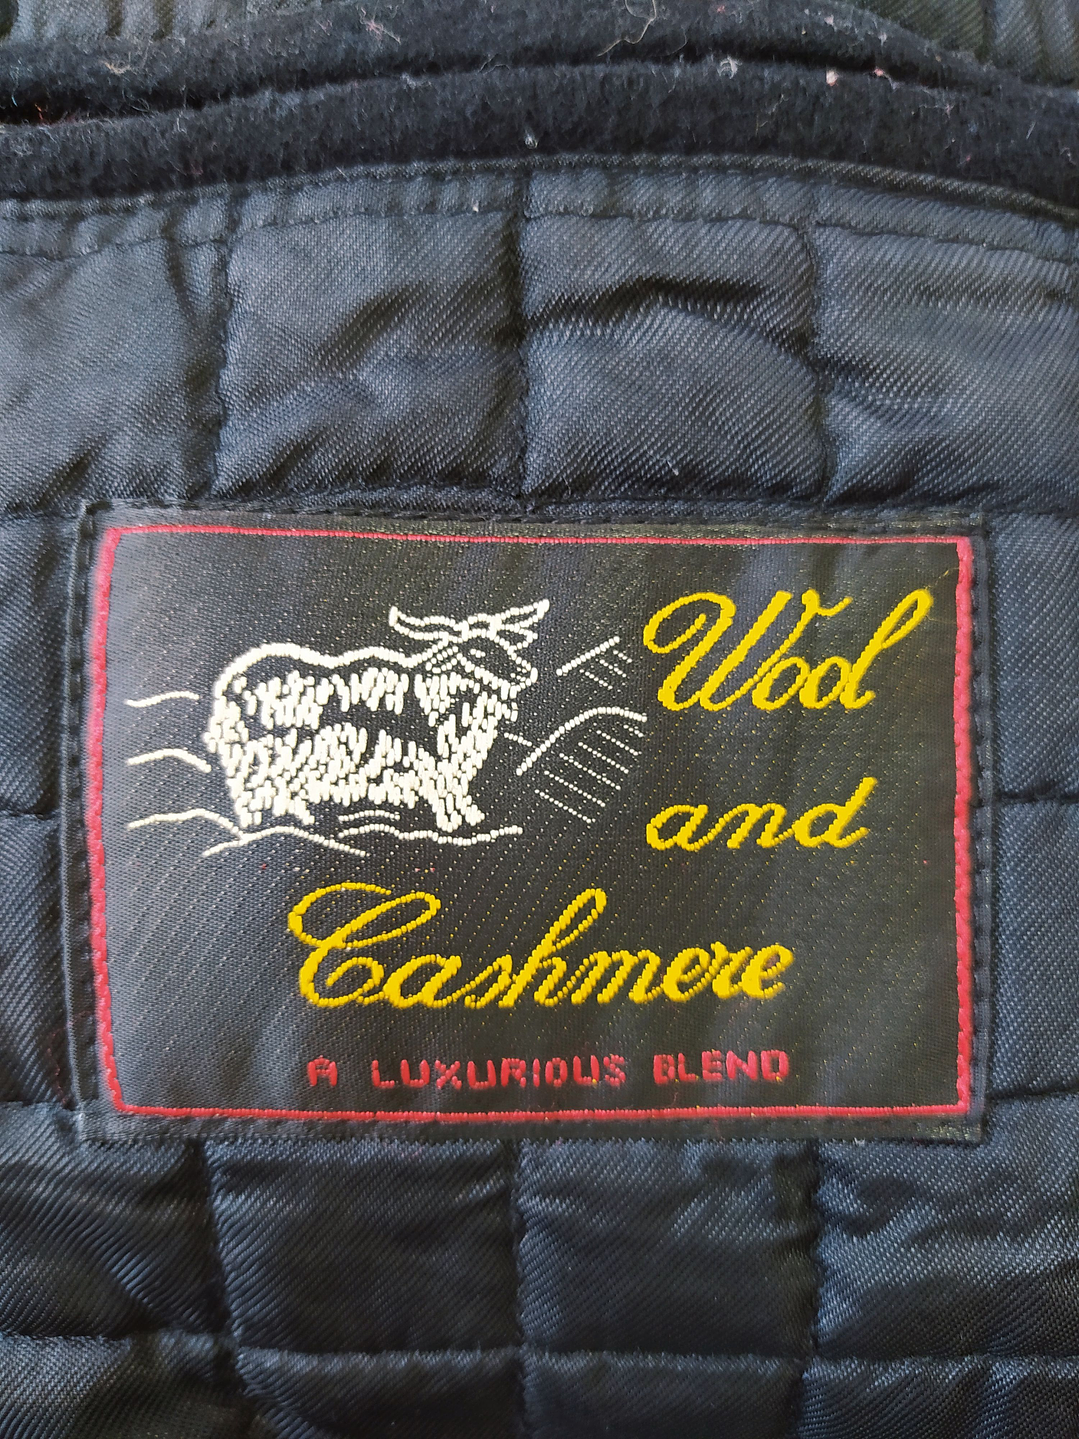 Wool
and
Cashmere
A LUXURIOUS BLEND